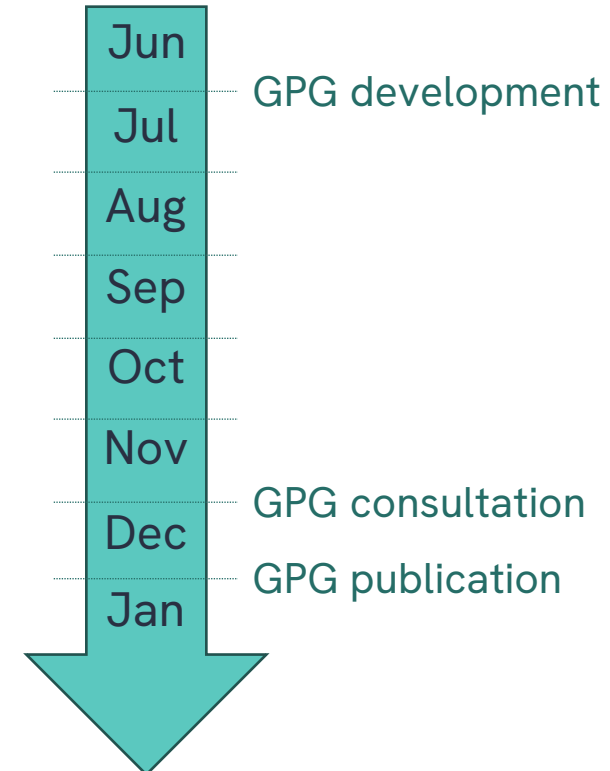 Jun
GPG development
Jul
Aug
Sep
Oct
Nov
GPG consultation
Dec
GPG publication
Jan